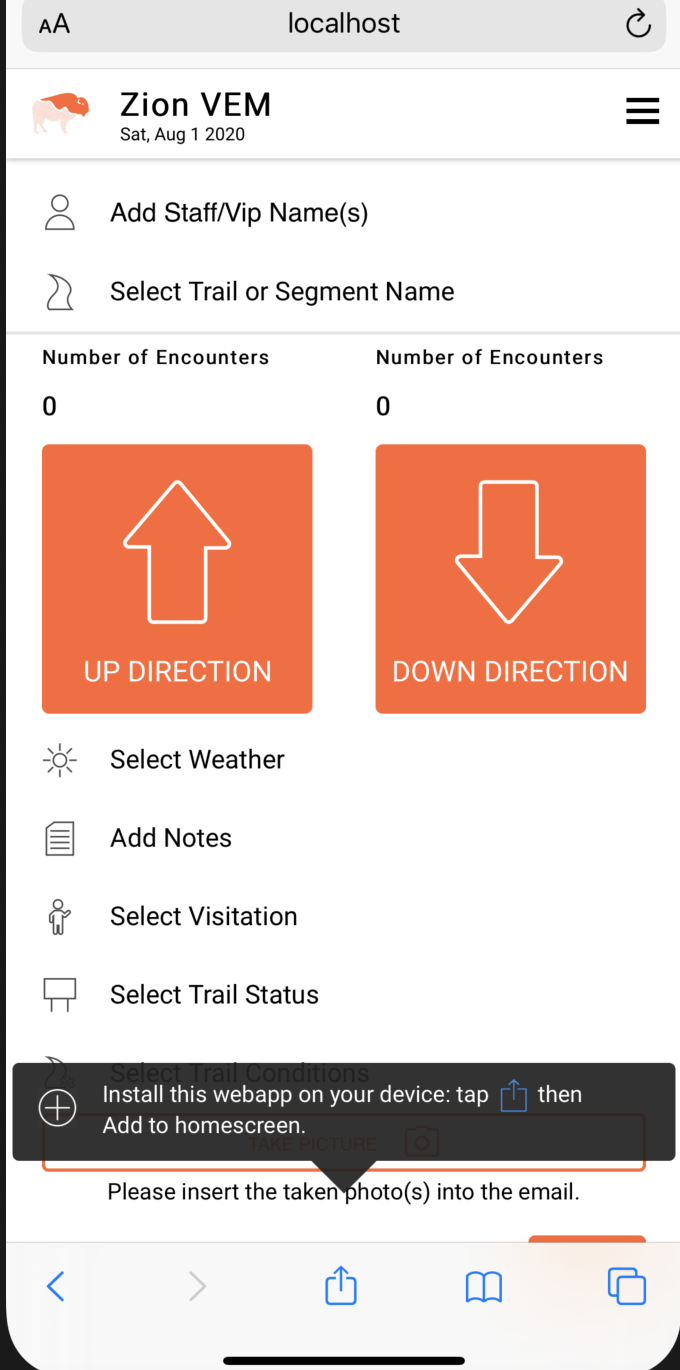 AA
localhost
Zion VEM
Sat, Aug 1 2020
Add Staff/Vip Name(s)
Select Trail or Segment Name
Number of Encounters
0
UP DIRECTION
Number of Encounters
0
DOWN DIRECTION
Select Weather
Add Notes
Select Visitation
Select Trail Status
Select Trail Conditions
Install this webapp on your device: tap then
Add to homescreen.
TAKE PICTURE
Please insert the taken photo(s) into the email.